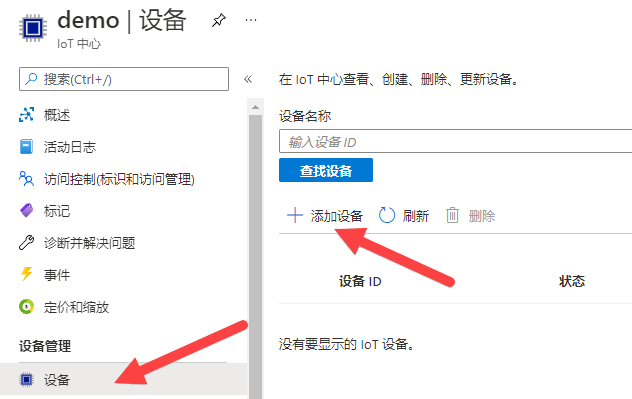 demo | 设备
IoT 中心
搜索(Ctrl+/)
概述
活动日志
访问控制(标识和访问管理)
标记
诊断并解决问题
事件
定价和缩放
设备管理
设备
在 IoT 中心查看、创建、删除、更新设备。
设备名称
输入设备 ID
查找设备
添加设备 刷新 删除
设备 ID 状态
没有要显示的 IoT 设备。